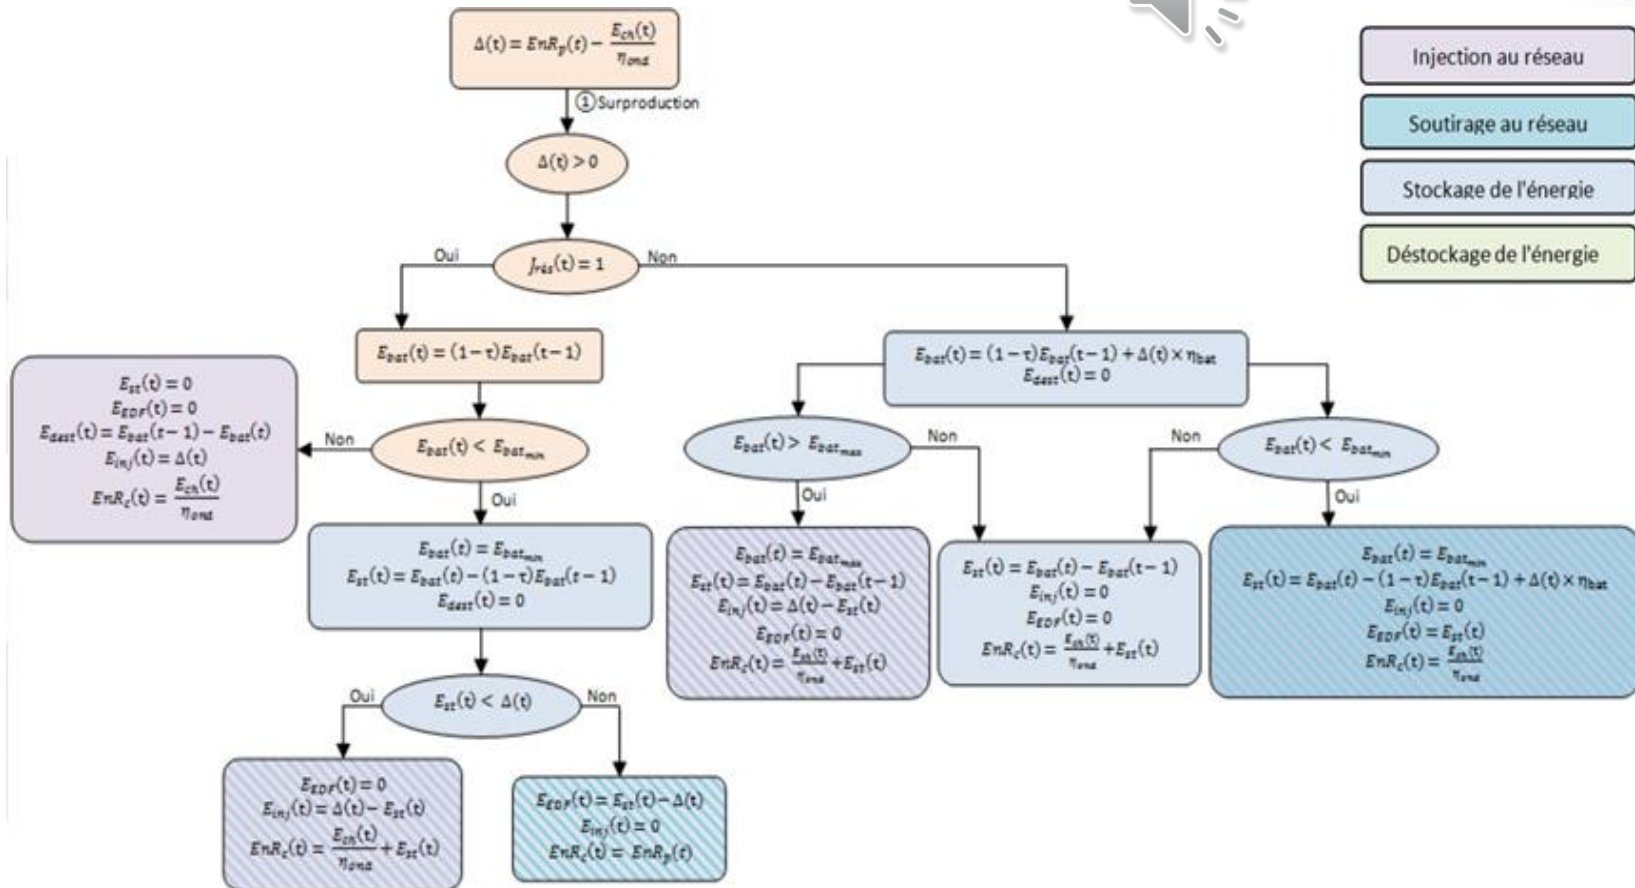 Δ(t) = EnR_p(t) − E_ch(t)/η_ond
① Surproduction
Δ(t) > 0
J_rés(t) = 1
Oui
Non
E_bat(t) = (1−τ)E_bat(t−1)
E_bat(t) < E_bat_min
Non
Oui
E_st(t) = 0
E_EDF(t) = 0
E_dest(t) = E_bat(t−1) − E_bat(t)
E_inj(t) = Δ(t)
EnR_c(t) = E_ch(t)/η_ond
E_bat(t) = E_bat_min
E_st(t) = E_bat(t) − (1−τ)E_bat(t−1)
E_dest(t) = 0
E_st(t) < Δ(t)
Oui
Non
E_EDF(t) = 0
E_inj(t) = Δ(t) − E_st(t)
EnR_c(t) = E_ch(t)/η_ond + E_st(t)
E_EDF(t) = E_st(t) − Δ(t)
E_inj(t) = 0
EnR_c(t) = EnR_p(t)
E_bat(t) = (1−τ)E_bat(t−1) + Δ(t) × η_bat
E_dest(t) = 0
E_bat(t) > E_bat_max
Non
Oui
Non
E_bat(t) < E_bat_min
Oui
E_bat(t) = E_bat_max
E_st(t) = E_bat(t) − E_bat(t−1)
E_inj(t) = Δ(t) − E_st(t)
E_EDF(t) = 0
EnR_c(t) = E_ch(t)/η_ond + E_st(t)
E_st(t) = E_bat(t) − E_bat(t−1)
E_inj(t) = 0
E_EDF(t) = 0
EnR_c(t) = E_ch(t)/η_ond + E_st(t)
E_bat(t) = E_bat_min
E_st(t) = E_bat(t) − (1−τ)E_bat(t−1) + Δ(t) × η_bat
E_inj(t) = 0
E_EDF(t) = E_st(t)
EnR_c(t) = E_ch(t)/η_ond
Injection au réseau
Soutirage au réseau
Stockage de l'énergie
Déstockage de l'énergie